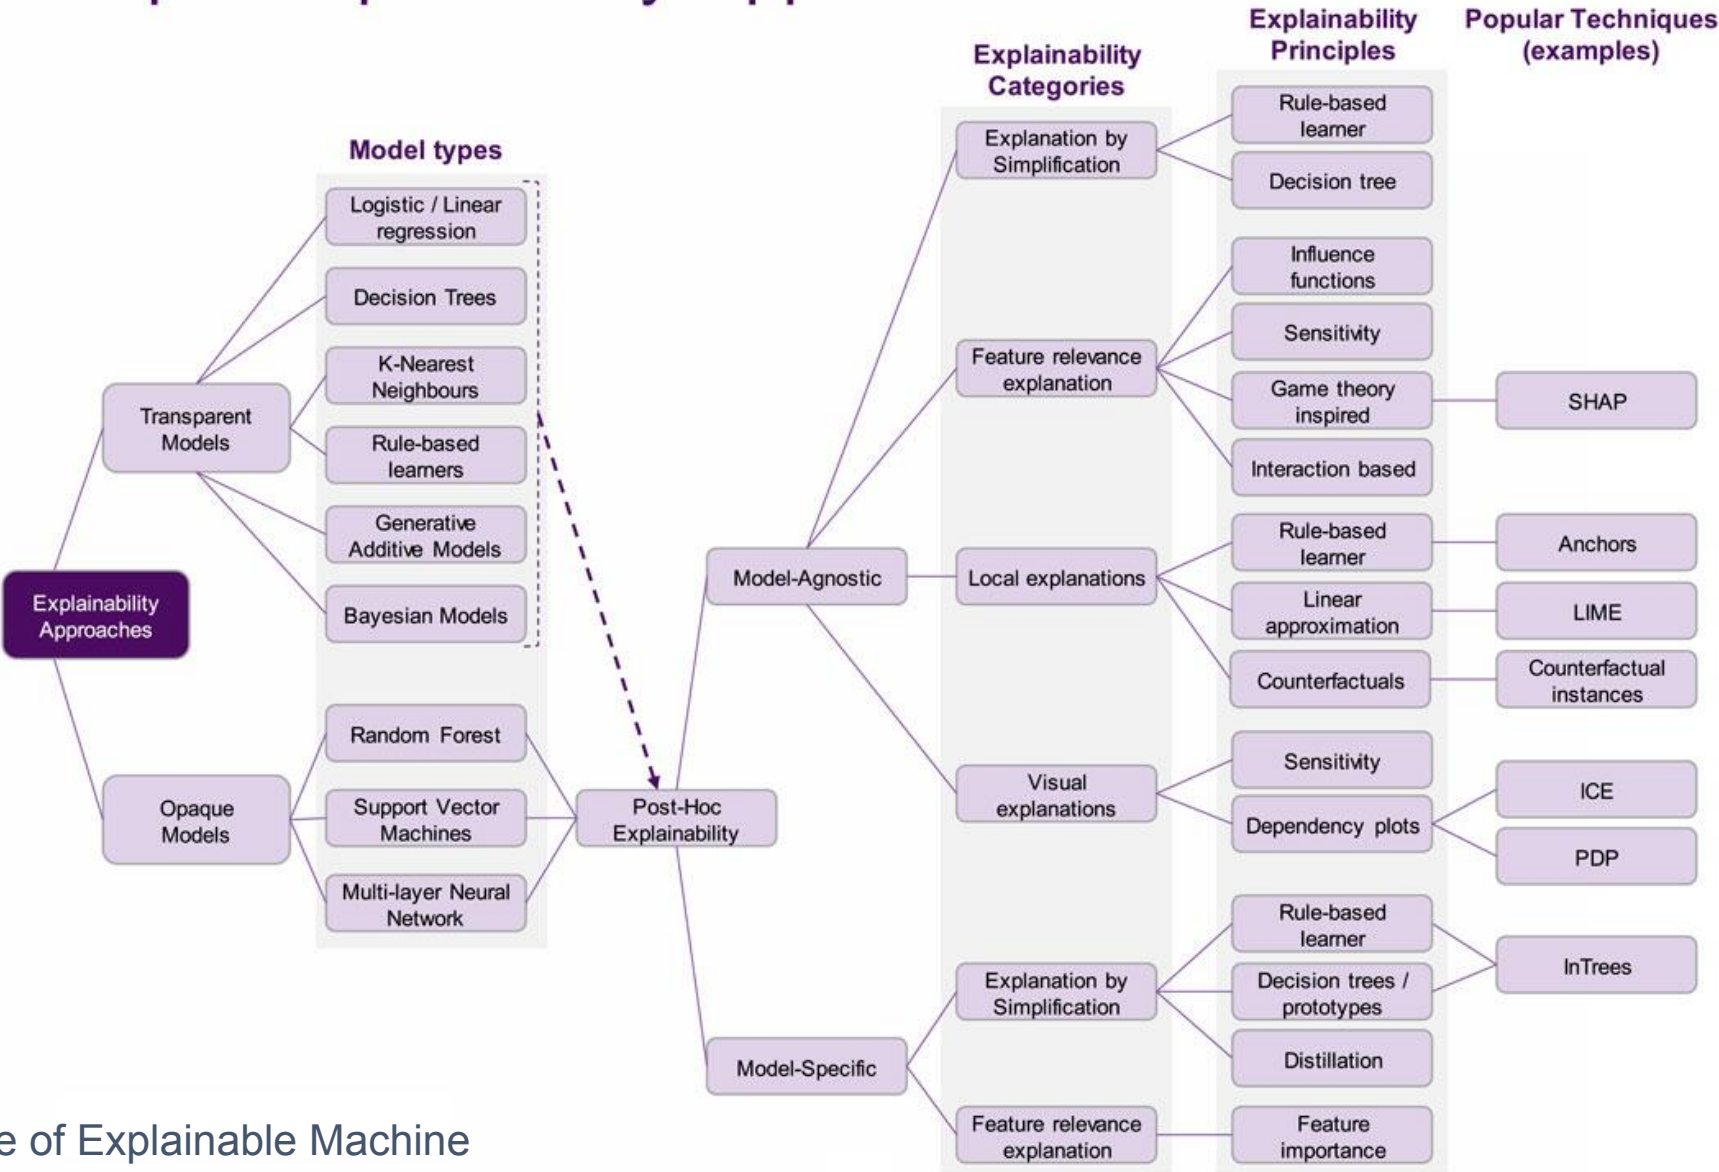 Explainability
Principles
Popular Techniques
(examples)
Explainability
Categories
Model types
Explainability
Approaches
Transparent
Models
Opaque
Models
Logistic / Linear
regression
Decision Trees
K-Nearest
Neighbours
Rule-based
learners
Generative
Additive Models
Bayesian Models
Random Forest
Support Vector
Machines
Multi-layer Neural
Network
Post-Hoc
Explainability
Model-Agnostic
Model-Specific
Explanation by
Simplification
Feature relevance
explanation
Local explanations
Visual
explanations
Explanation by
Simplification
Feature relevance
explanation
Rule-based
learner
Decision tree
Influence
functions
Sensitivity
Game theory
inspired
Interaction based
Rule-based
learner
Linear
approximation
Counterfactuals
Sensitivity
Dependency plots
Rule-based
learner
Decision trees /
prototypes
Distillation
Feature
importance
SHAP
Anchors
LIME
Counterfactual
instances
ICE
PDP
InTrees
e of Explainable Machine